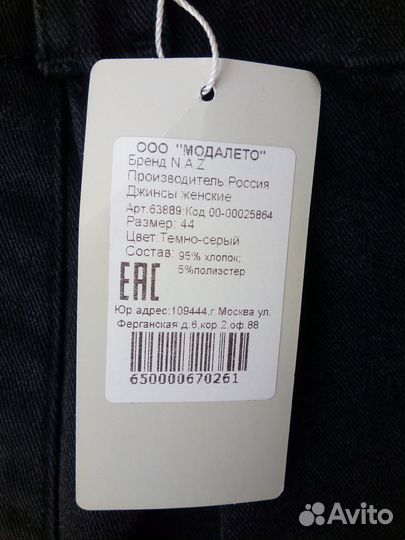 ООО "МОДАЛЕТО"
Бренд N.A.Z.
Производитель:Россия
Джинсы женские
Арт.63889:Код 00-00025864
Размер: 44
Цвет:Темно-серый
Состав: 95% хлопок;
5%полиэстер
EAC
Юр адрес:109444,г Москва ул.
Ферганская д.6,кор 2,оф.88
650000670261
Avito